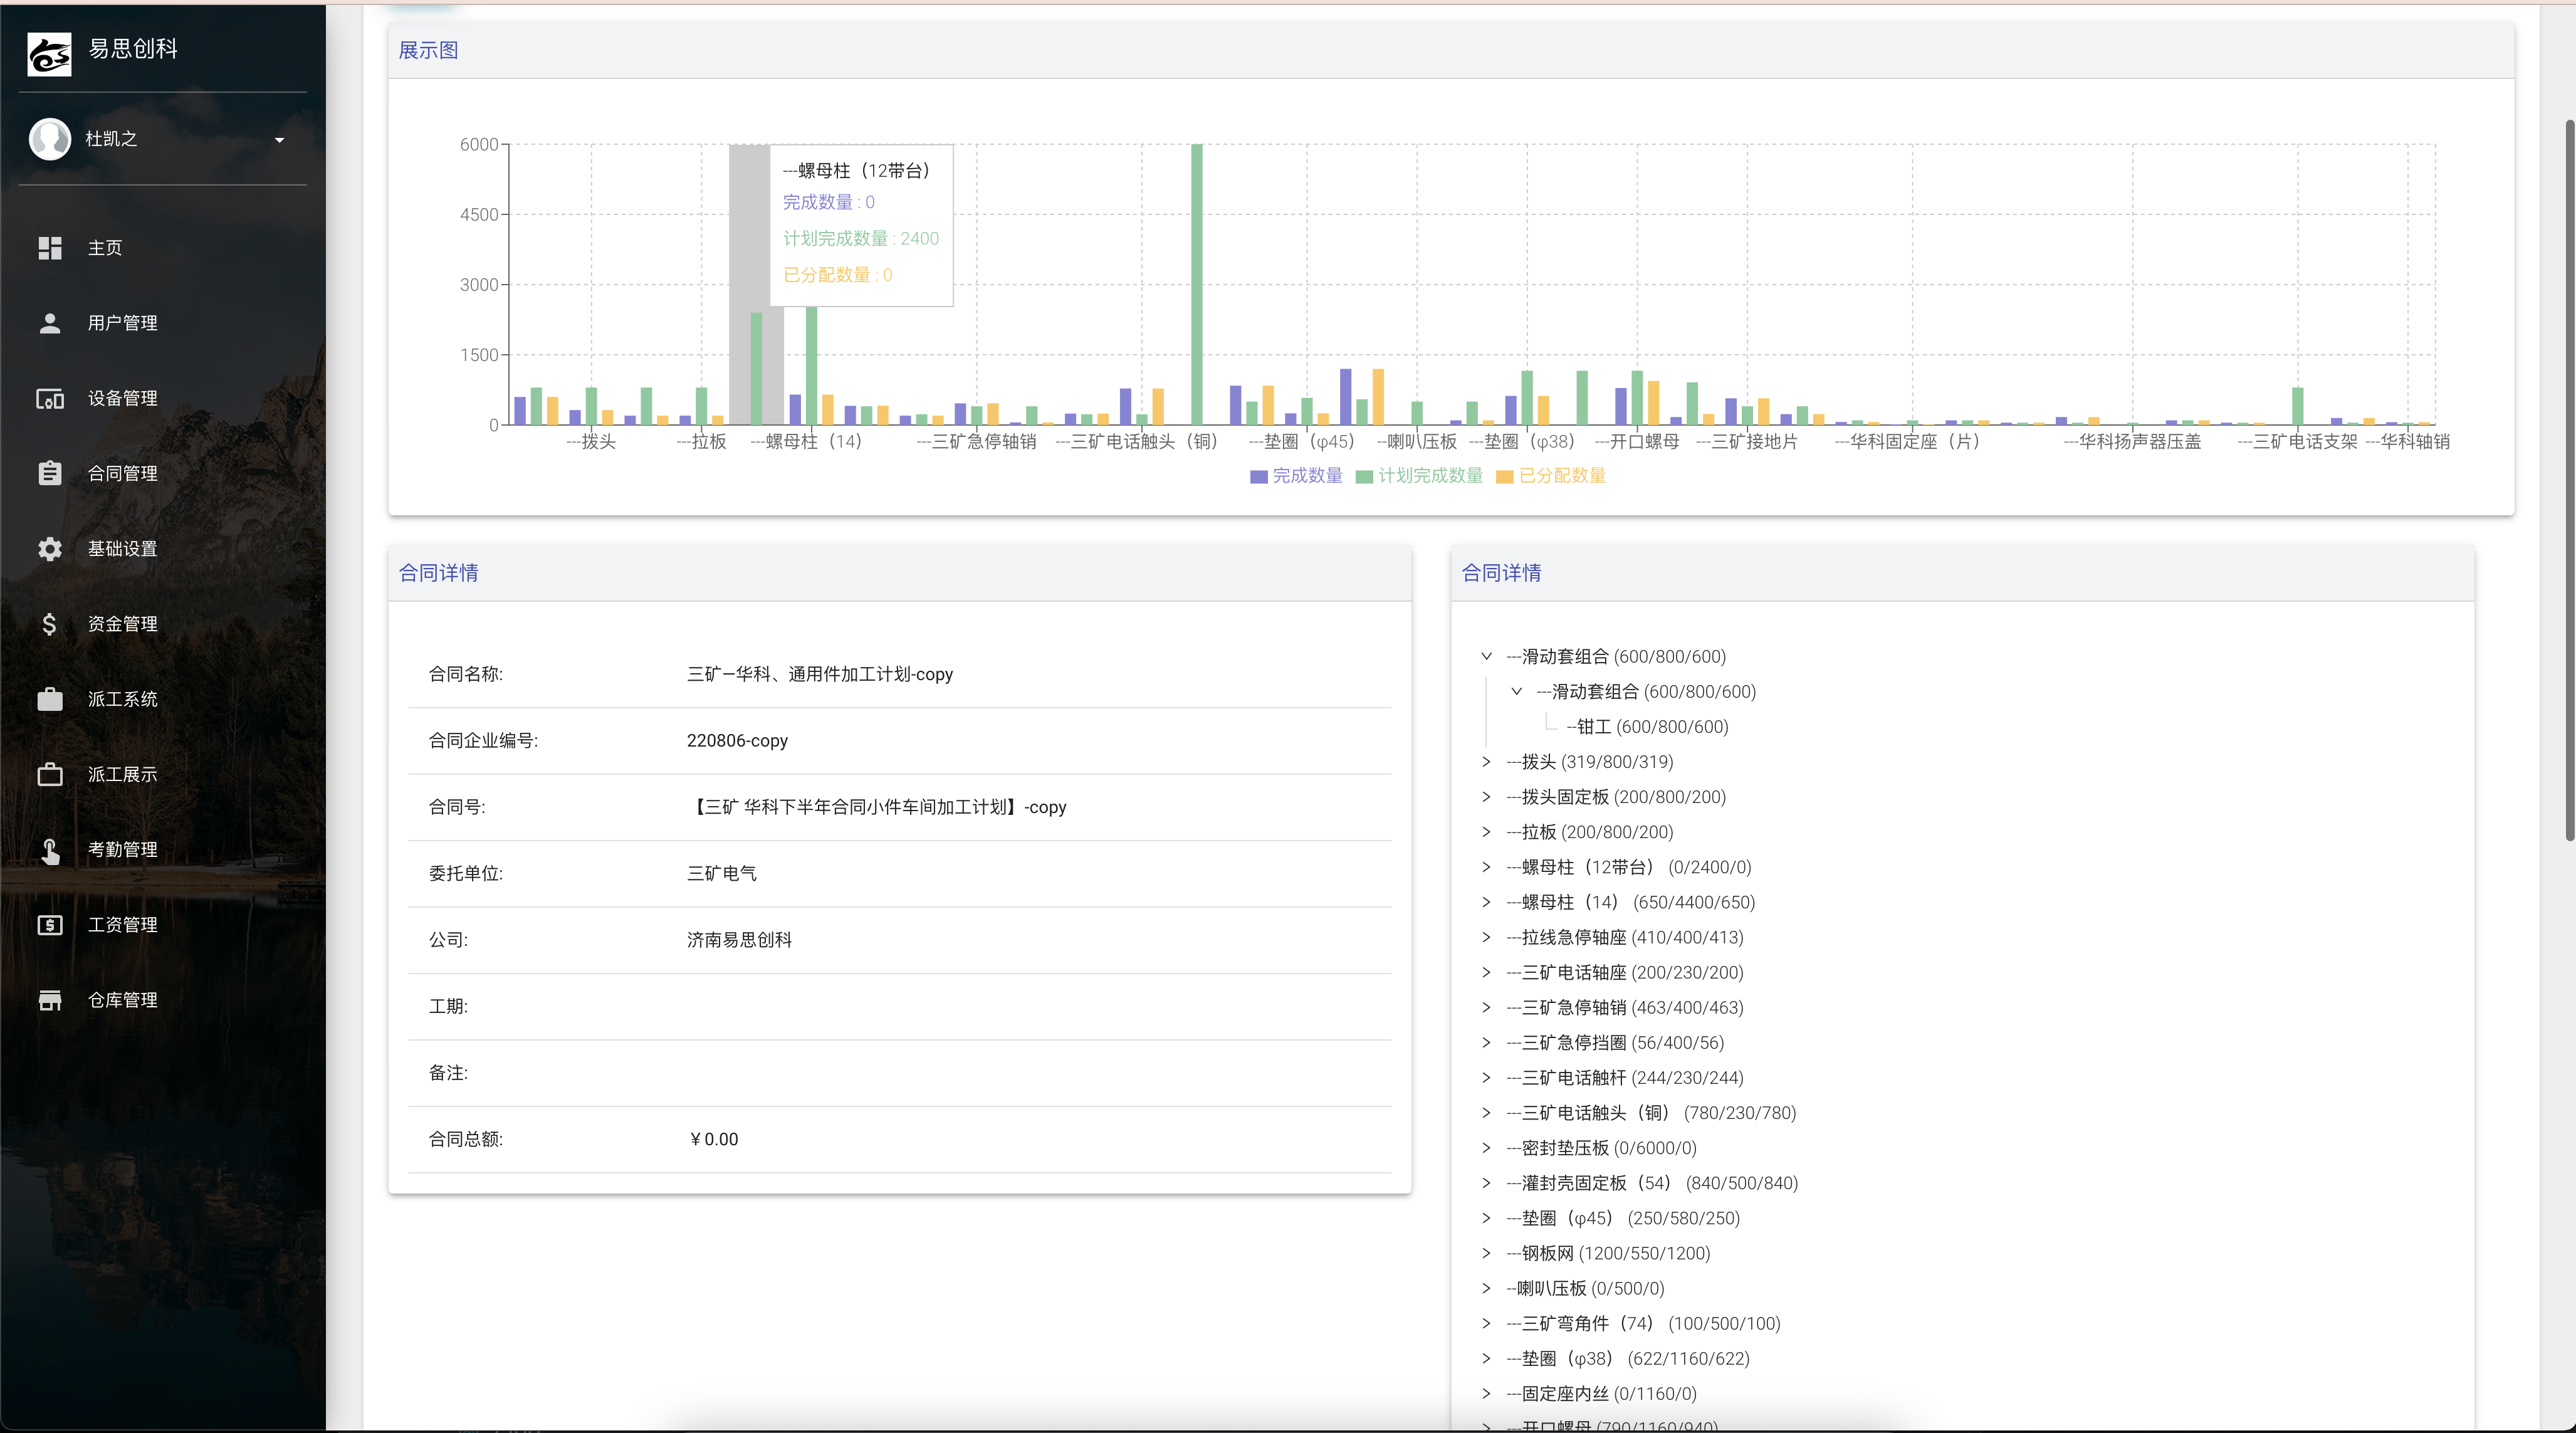 易思创科
杜凯之
主页
用户管理
设备管理
合同管理
基础设置
资金管理
派工系统
派工展示
考勤管理
工资管理
仓库管理
展示图
6000
4500
3000
1500
0
---螺母柱（12带台）
完成数量 : 0
计划完成数量 : 2400
已分配数量 : 0
---拨头 ---拉板 ---螺母柱（14） ---三矿急停轴销 ---三矿电话触头（铜） ---垫圈（φ45） --喇叭压板 ---垫圈（φ38） ---开口螺母 ---三矿接地片 ---华科固定座（片） ---华科扬声器压盖 ---三矿电话支架 ---华科轴销
完成数量 计划完成数量 已分配数量
合同详情
合同名称: 三矿—华科、通用件加工计划-copy
合同企业编号: 220806-copy
合同号: 【三矿 华科下半年合同小件车间加工计划】-copy
委托单位: 三矿电气
公司: 济南易思创科
工期:
备注:
合同总额: ￥0.00
合同详情
---滑动套组合 (600/800/600)
---滑动套组合 (600/800/600)
--钳工 (600/800/600)
---拨头 (319/800/319)
---拨头固定板 (200/800/200)
---拉板 (200/800/200)
---螺母柱（12带台） (0/2400/0)
---螺母柱（14） (650/4400/650)
---拉线急停轴座 (410/400/413)
---三矿电话轴座 (200/230/200)
---三矿急停轴销 (463/400/463)
---三矿急停挡圈 (56/400/56)
---三矿电话触杆 (244/230/244)
---三矿电话触头（铜） (780/230/780)
---密封垫压板 (0/6000/0)
---灌封壳固定板（54） (840/500/840)
---垫圈（φ45） (250/580/250)
---钢板网 (1200/550/1200)
--喇叭压板 (0/500/0)
---三矿弯角件（74） (100/500/100)
---垫圈（φ38） (622/1160/622)
---固定座内丝 (0/1160/0)
---开口螺母 (790/1160/940)